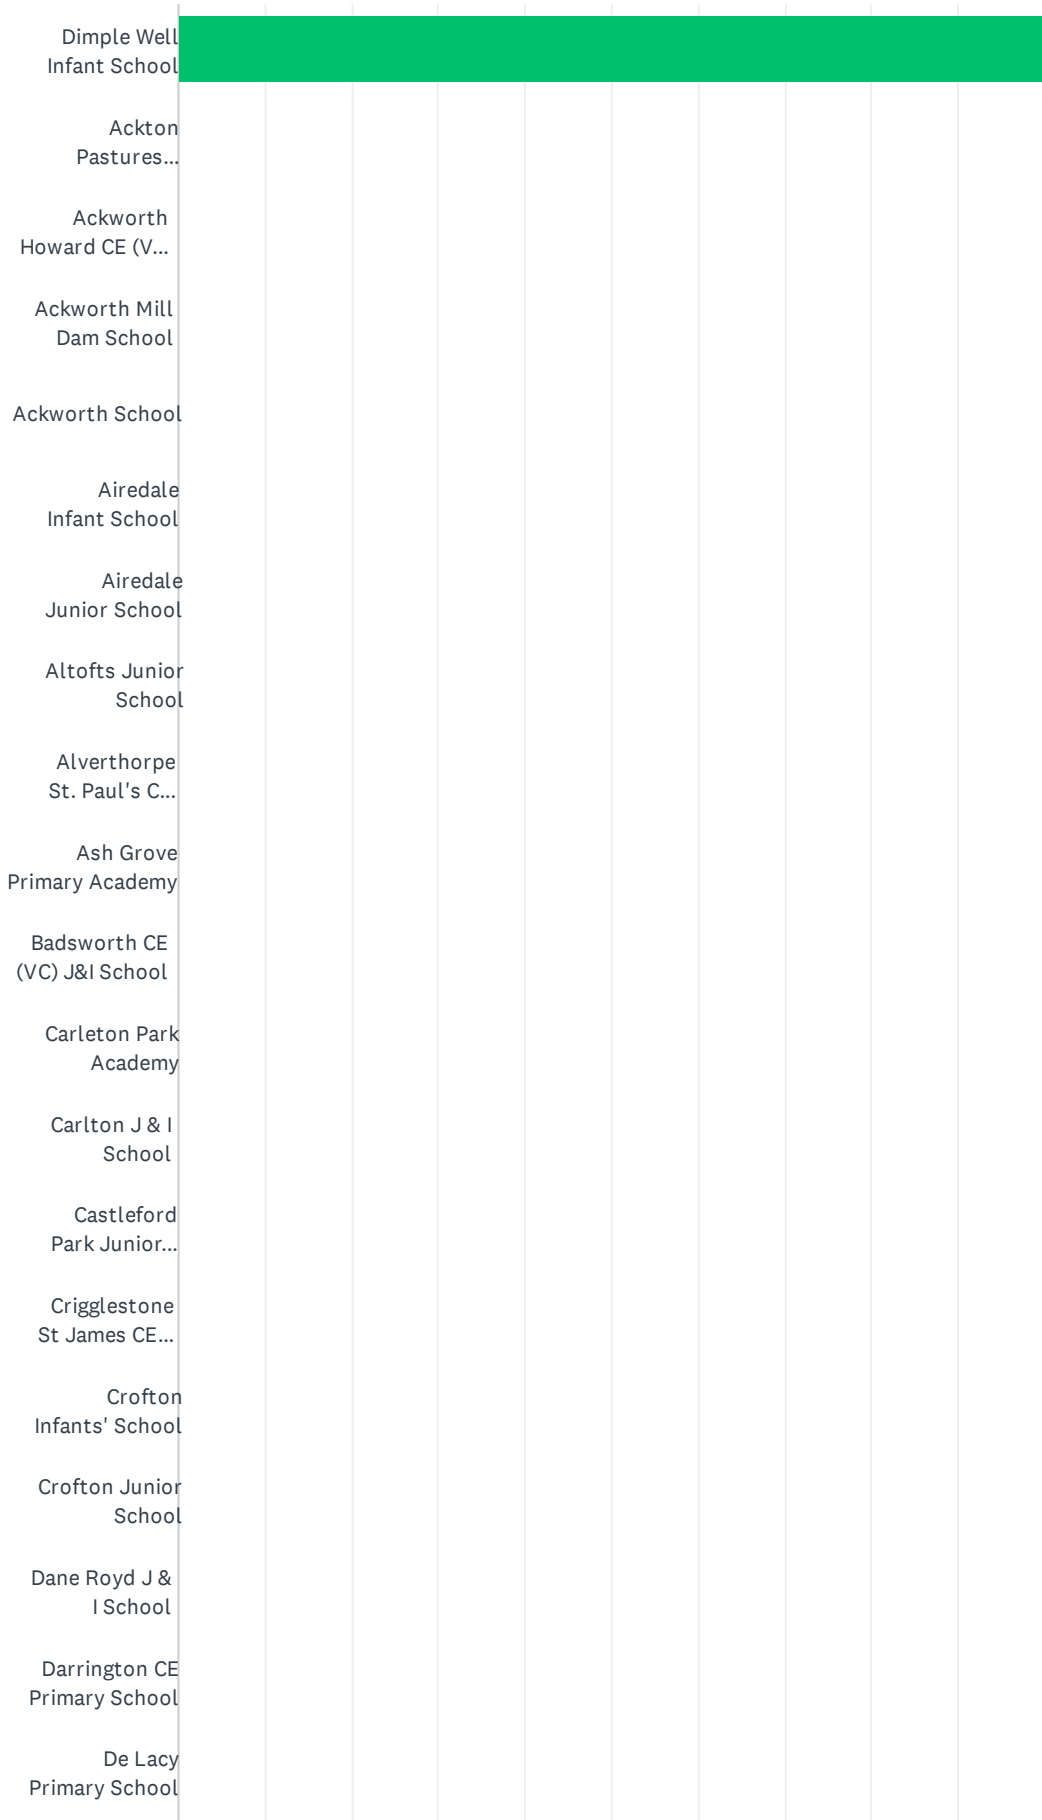 Dimple Well
Infant School
Ackton
Pastures...
Ackworth
Howard CE (V...
Ackworth Mill
Dam School
Ackworth School
Airedale
Infant School
Airedale
Junior School
Altofts Junior
School
Alverthorpe
St. Paul's C...
Ash Grove
Primary Academy
Badsworth CE
(VC) J&I School
Carleton Park
Academy
Carlton J & I
School
Castleford
Park Junior...
Crigglestone
St James CE...
Crofton
Infants' School
Crofton Junior
School
Dane Royd J &
I School
Darrington CE
Primary School
De Lacy
Primary School